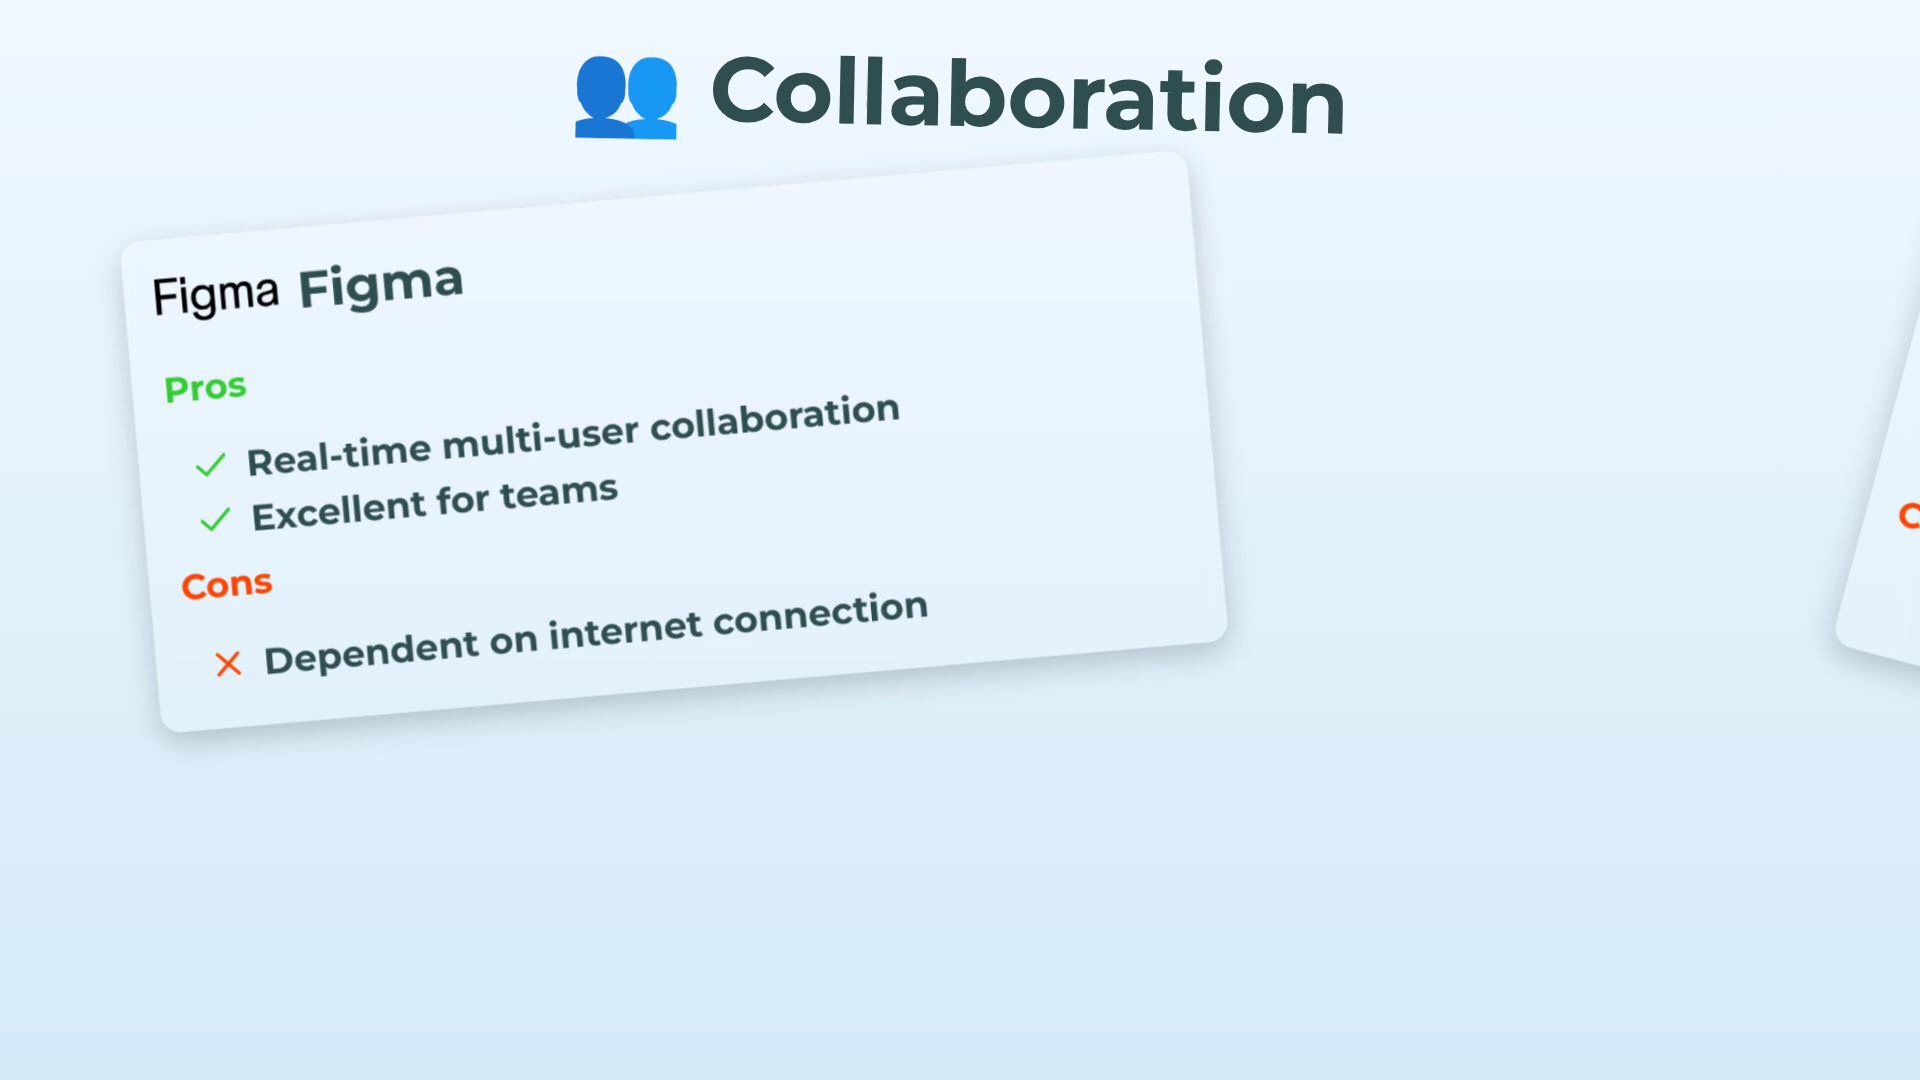 👥 Collaboration
Figma Figma
Pros
✓ Real-time multi-user collaboration
✓ Excellent for teams
Cons
✕ Dependent on internet connection